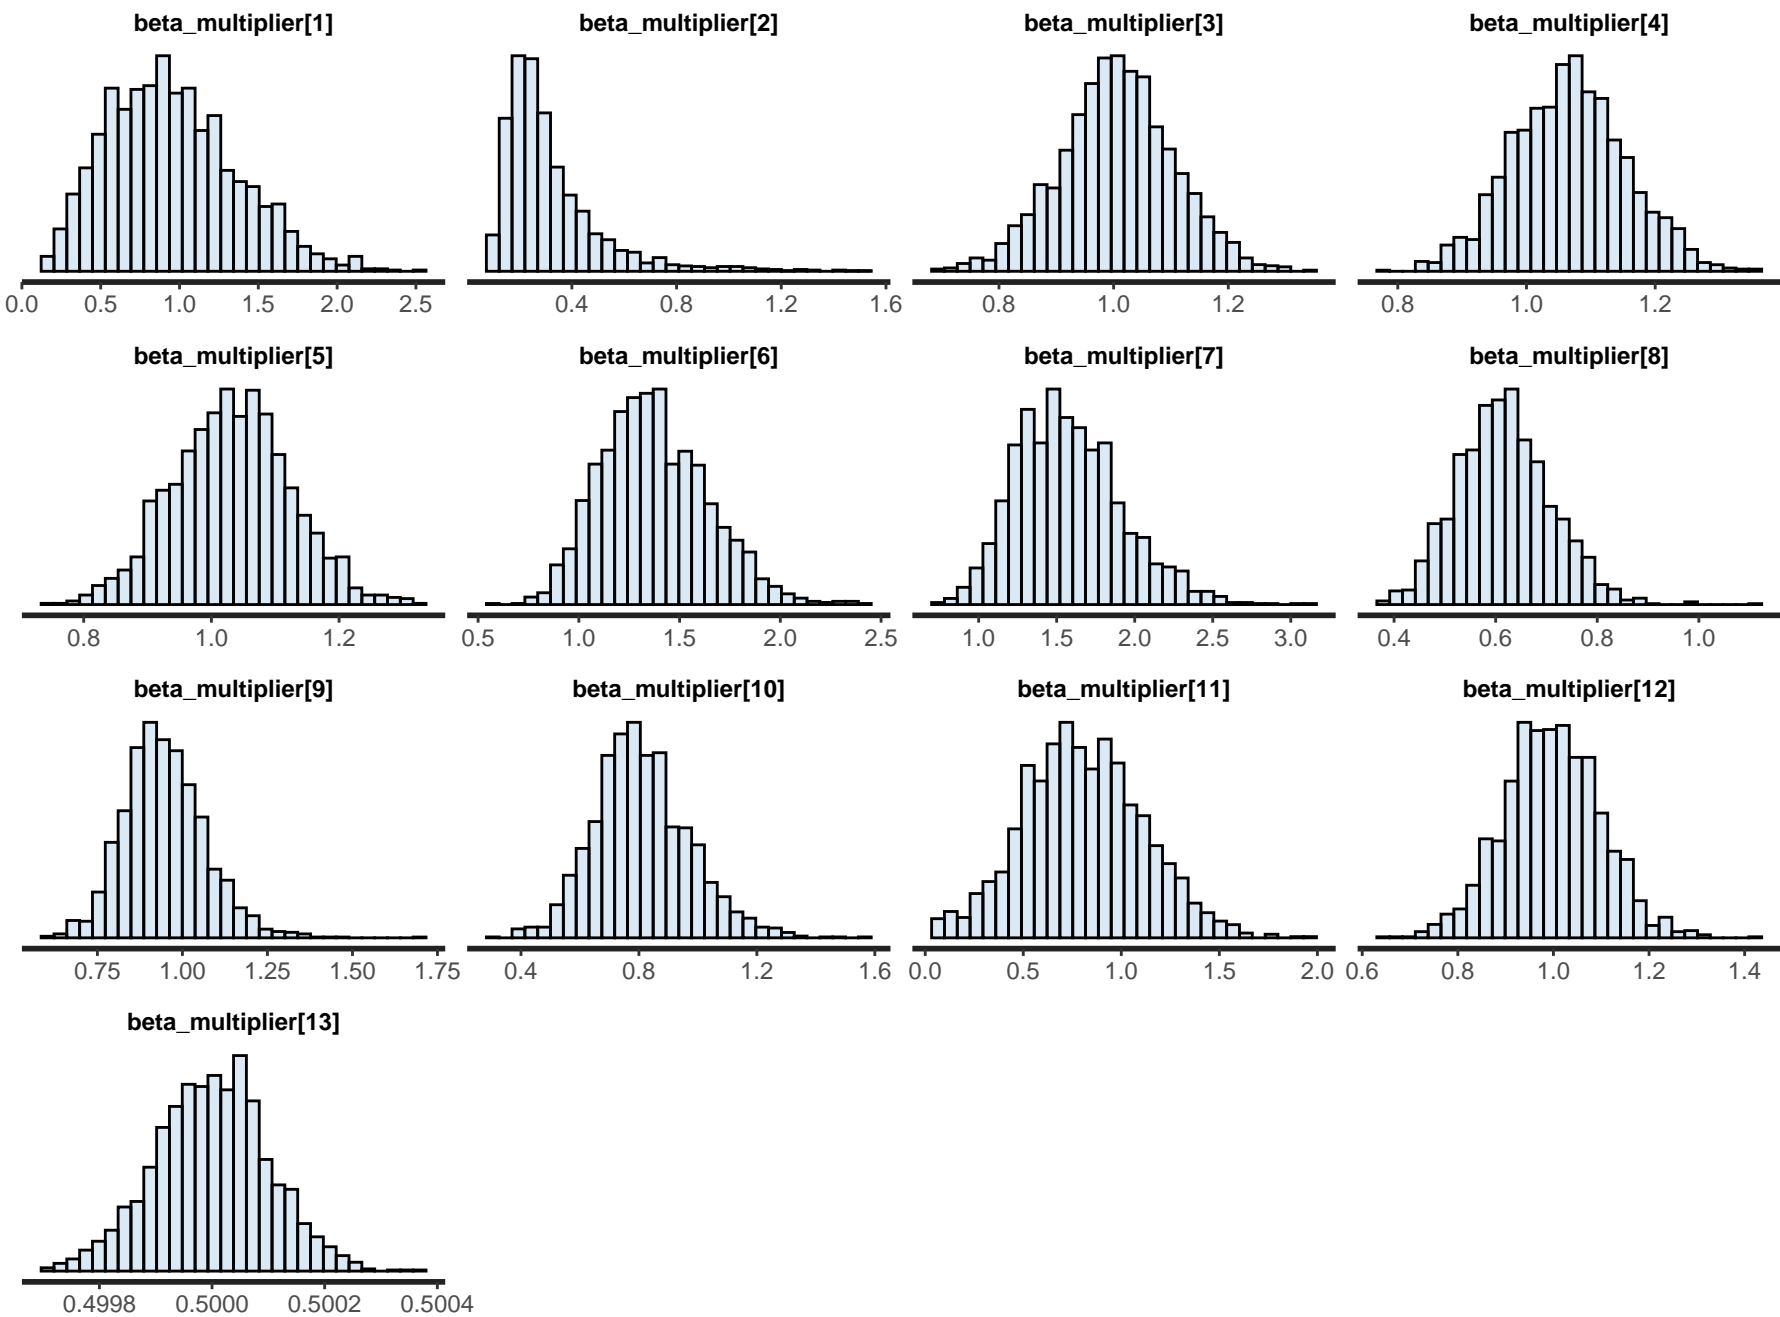 beta_multiplier[1] beta_multiplier[2] beta_multiplier[3] beta_multiplier[4]
0.0 0.5 1.0 1.5 2.0 2.5 0.4 0.8 1.2 1.6 0.8 1.0 1.2 0.8 1.0 1.2
beta_multiplier[5] beta_multiplier[6] beta_multiplier[7] beta_multiplier[8]
0.8 1.0 1.2 0.5 1.0 1.5 2.0 2.5 1.0 1.5 2.0 2.5 3.0 0.4 0.6 0.8 1.0
beta_multiplier[9] beta_multiplier[10] beta_multiplier[11] beta_multiplier[12]
0.75 1.00 1.25 1.50 1.75 0.4 0.8 1.2 1.6 0.0 0.5 1.0 1.5 2.0 0.6 0.8 1.0 1.2 1.4
beta_multiplier[13]
0.4998 0.5000 0.5002 0.5004